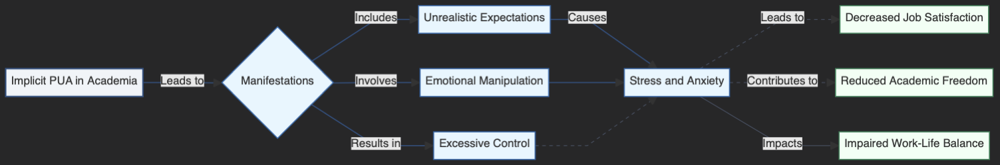 Implicit PUA in Academia
Leads to
Manifestations
Includes
Involves
Results in
Unrealistic Expectations
Emotional Manipulation
Excessive Control
Causes
Stress and Anxiety
Leads to
Contributes to
Impacts
Decreased Job Satisfaction
Reduced Academic Freedom
Impaired Work-Life Balance